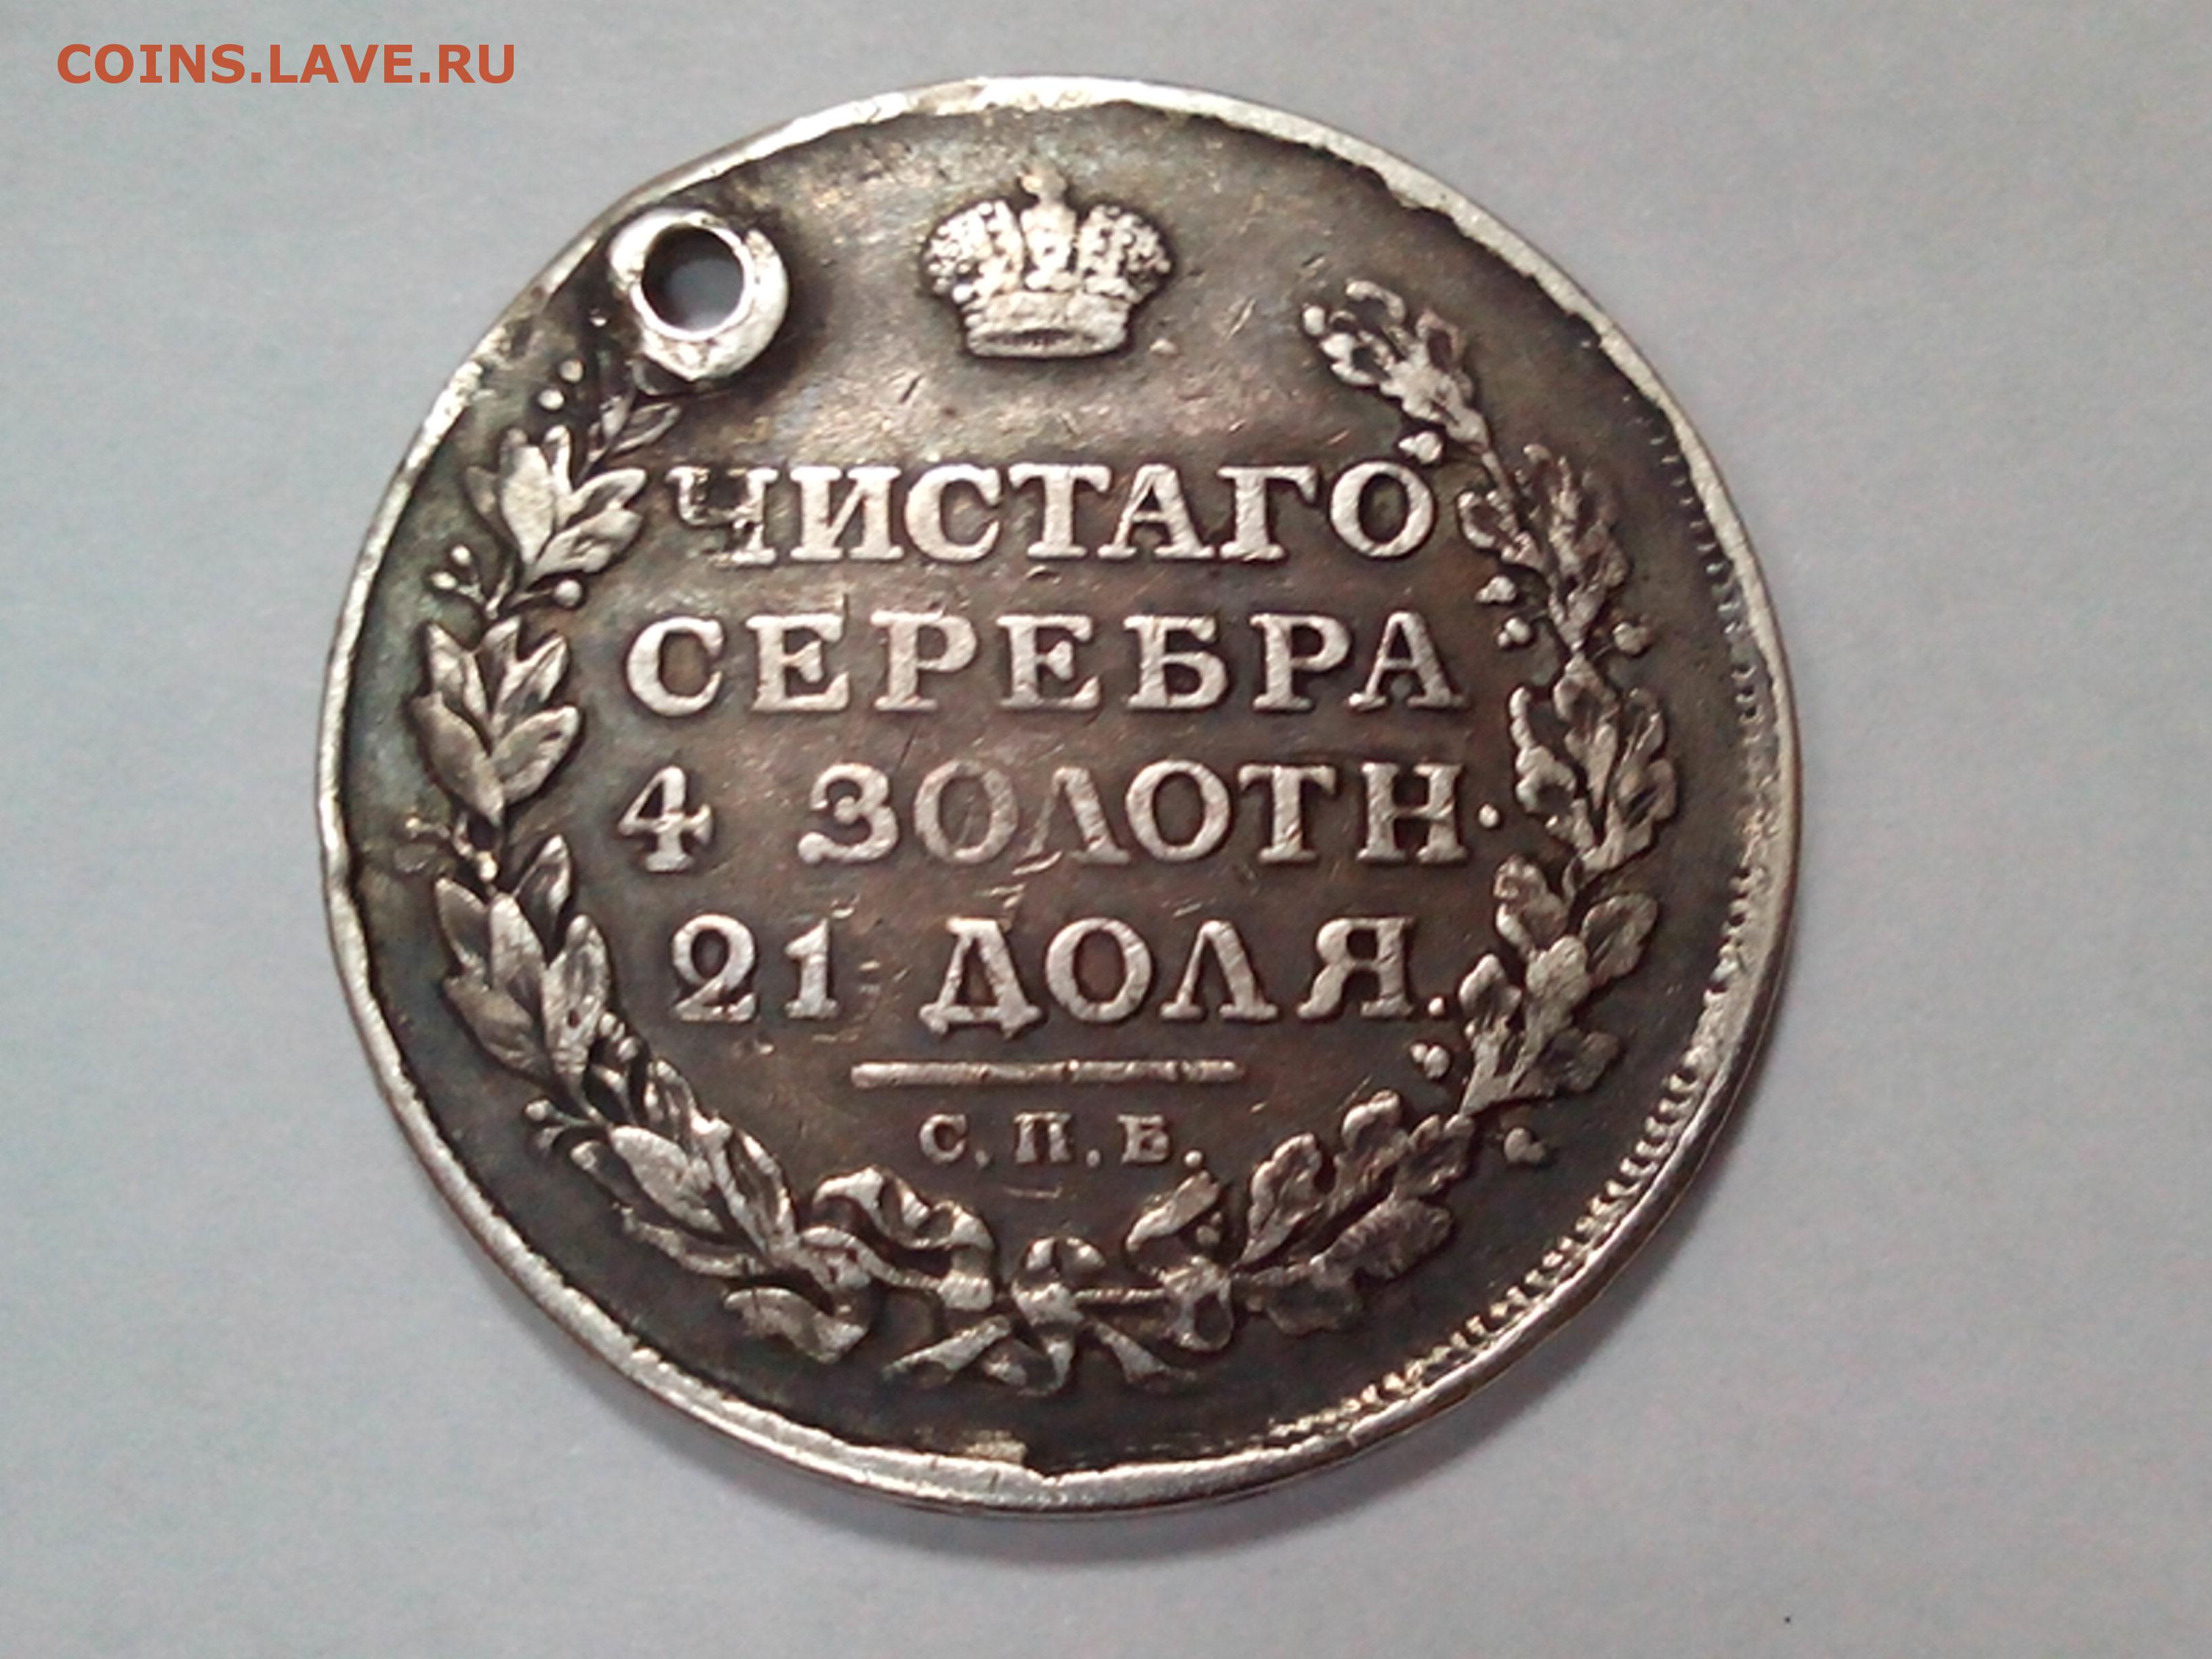 COINS.LAVE.RU
ЧИСТАГО
СЕРЕБРА
4 ЗОЛОТН.
21 ДОЛЯ.
С.П.Б.